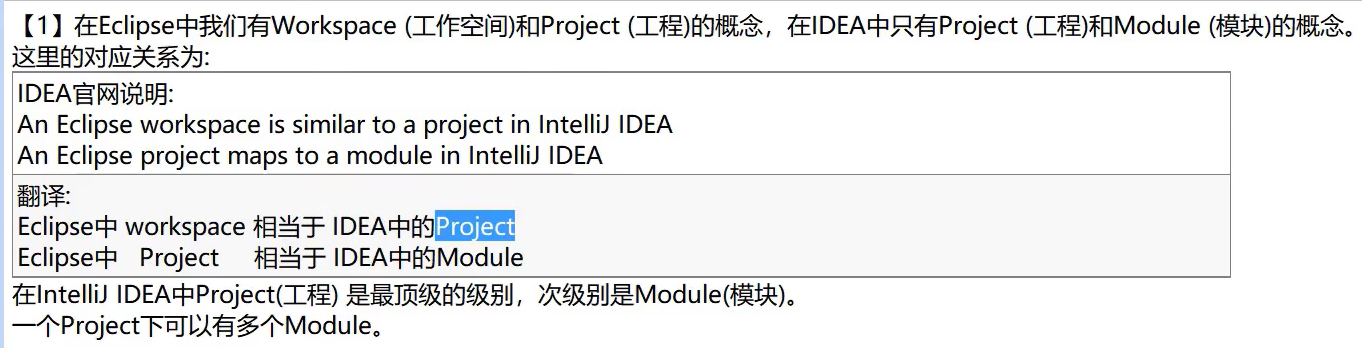 【1】在Eclipse中我们有Workspace (工作空间)和Project (工程)的概念，在IDEA中只有Project (工程)和Module (模块)的概念。
这里的对应关系为:
IDEA官网说明:
An Eclipse workspace is similar to a project in IntelliJ IDEA
An Eclipse project maps to a module in IntelliJ IDEA
翻译:
Eclipse中 workspace 相当于 IDEA中的Project
Eclipse中   Project     相当于 IDEA中的Module
在IntelliJ IDEA中Project(工程) 是最顶级的级别，次级别是Module(模块)。
一个Project下可以有多个Module。